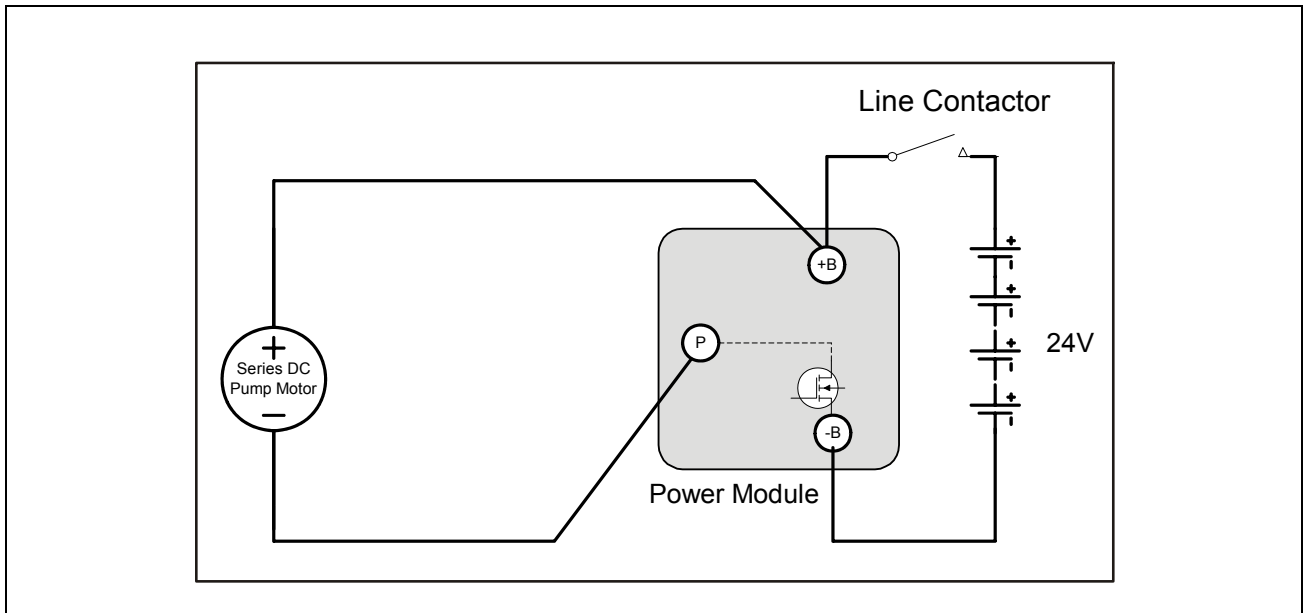 Line Contactor
+B
P
24V
+
Series DC
Pump Motor
−
-B
Power Module
+
-
+
-
+
-
+
-